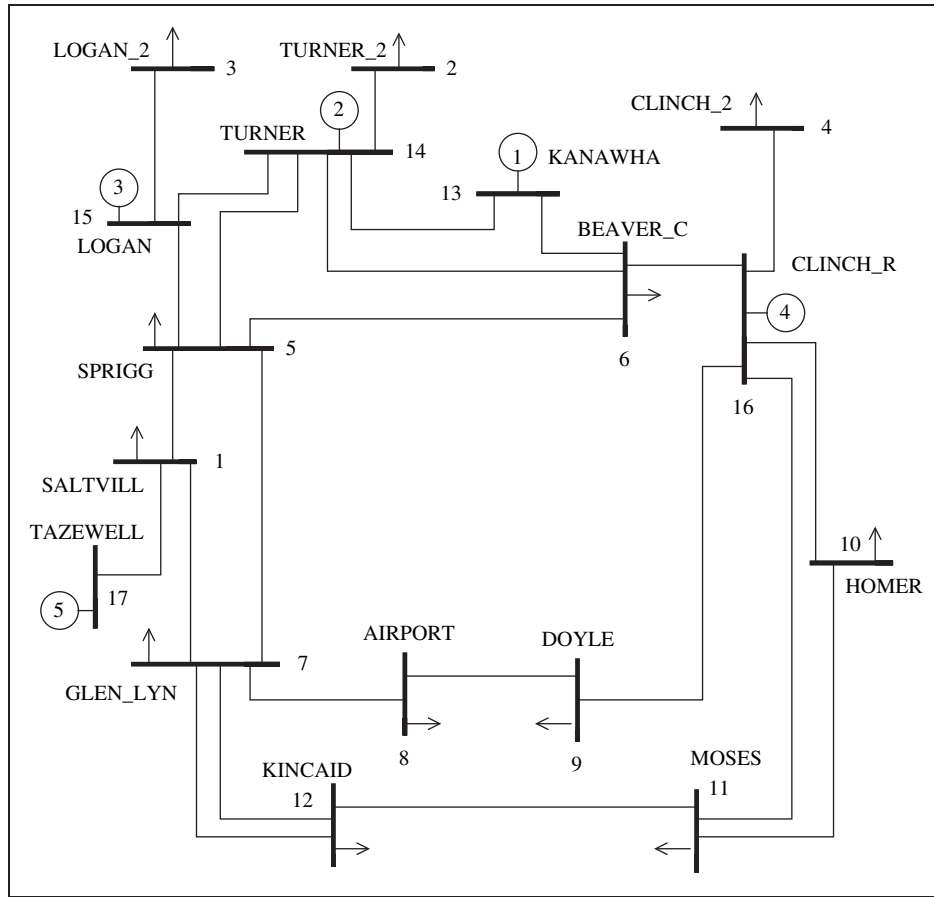 LOGAN_2
3
TURNER_2
2
CLINCH_2
4
2
TURNER
14
1
KANAWHA
13
3
15
LOGAN
BEAVER_C
CLINCH_R
4
6
16
SPRIGG
5
SALTVILL
1
TAZEWELL
17
5
10
HOMER
GLEN_LYN
7
AIRPORT
8
DOYLE
9
KINCAID
12
MOSES
11